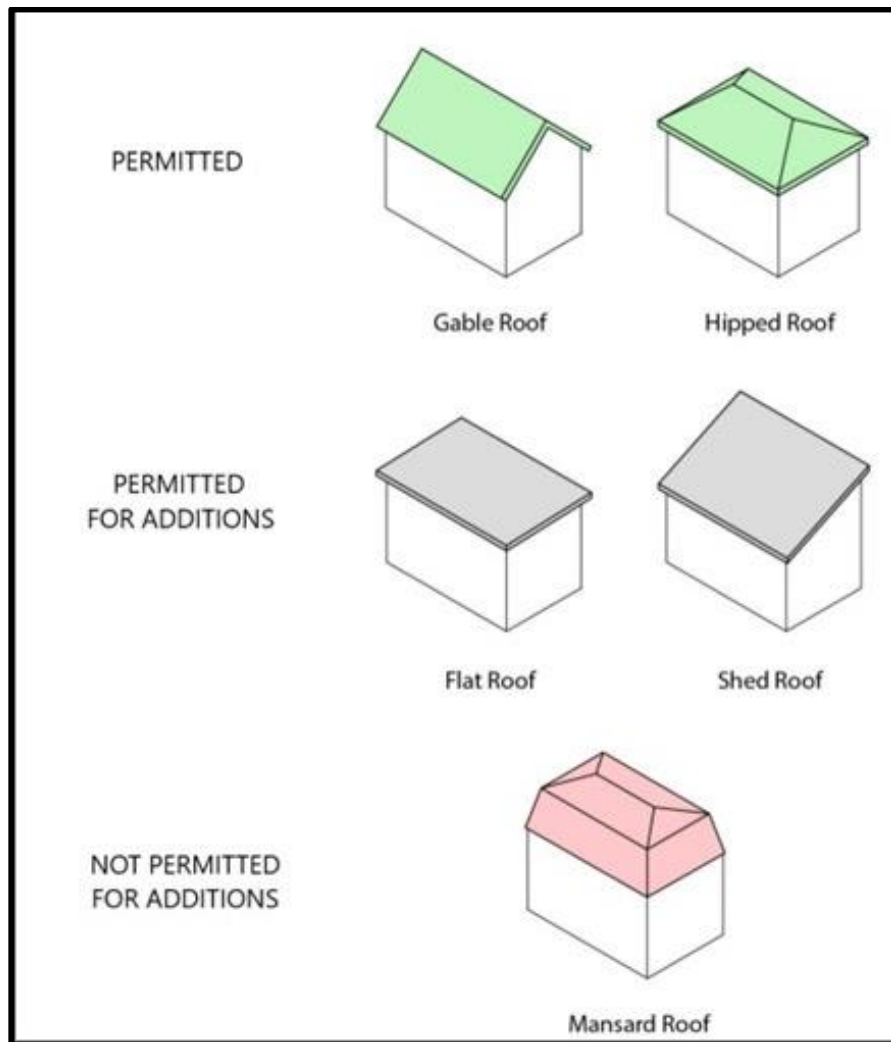 PERMITTED
Gable Roof
Hipped Roof
PERMITTED
FOR ADDITIONS
Flat Roof
Shed Roof
NOT PERMITTED
FOR ADDITIONS
Mansard Roof